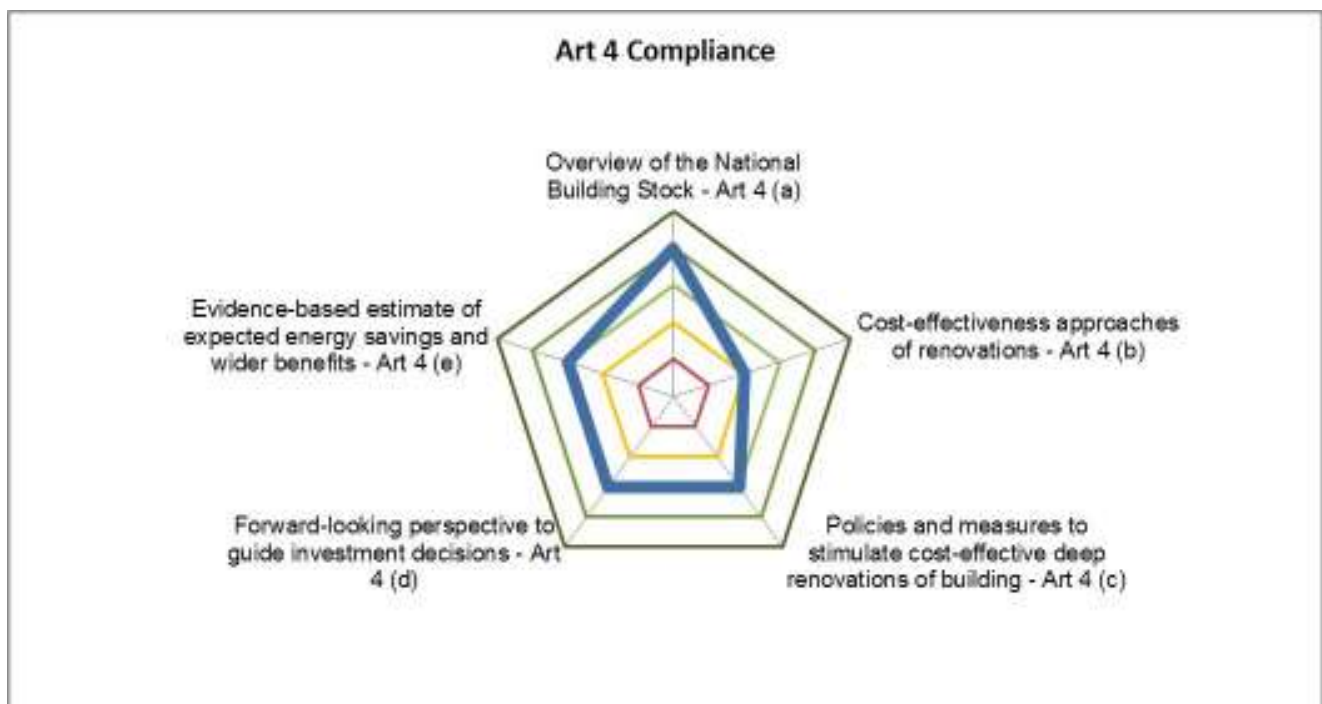 Art 4 Compliance
Overview of the National
Building Stock - Art 4 (a)
Cost-effectiveness approaches
of renovations - Art 4 (b)
Policies and measures to
stimulate cost-effective deep
renovations of building - Art 4 (c)
Forward-looking perspective to
guide investment decisions - Art
4 (d)
Evidence-based estimate of
expected energy savings and
wider benefits - Art 4 (e)